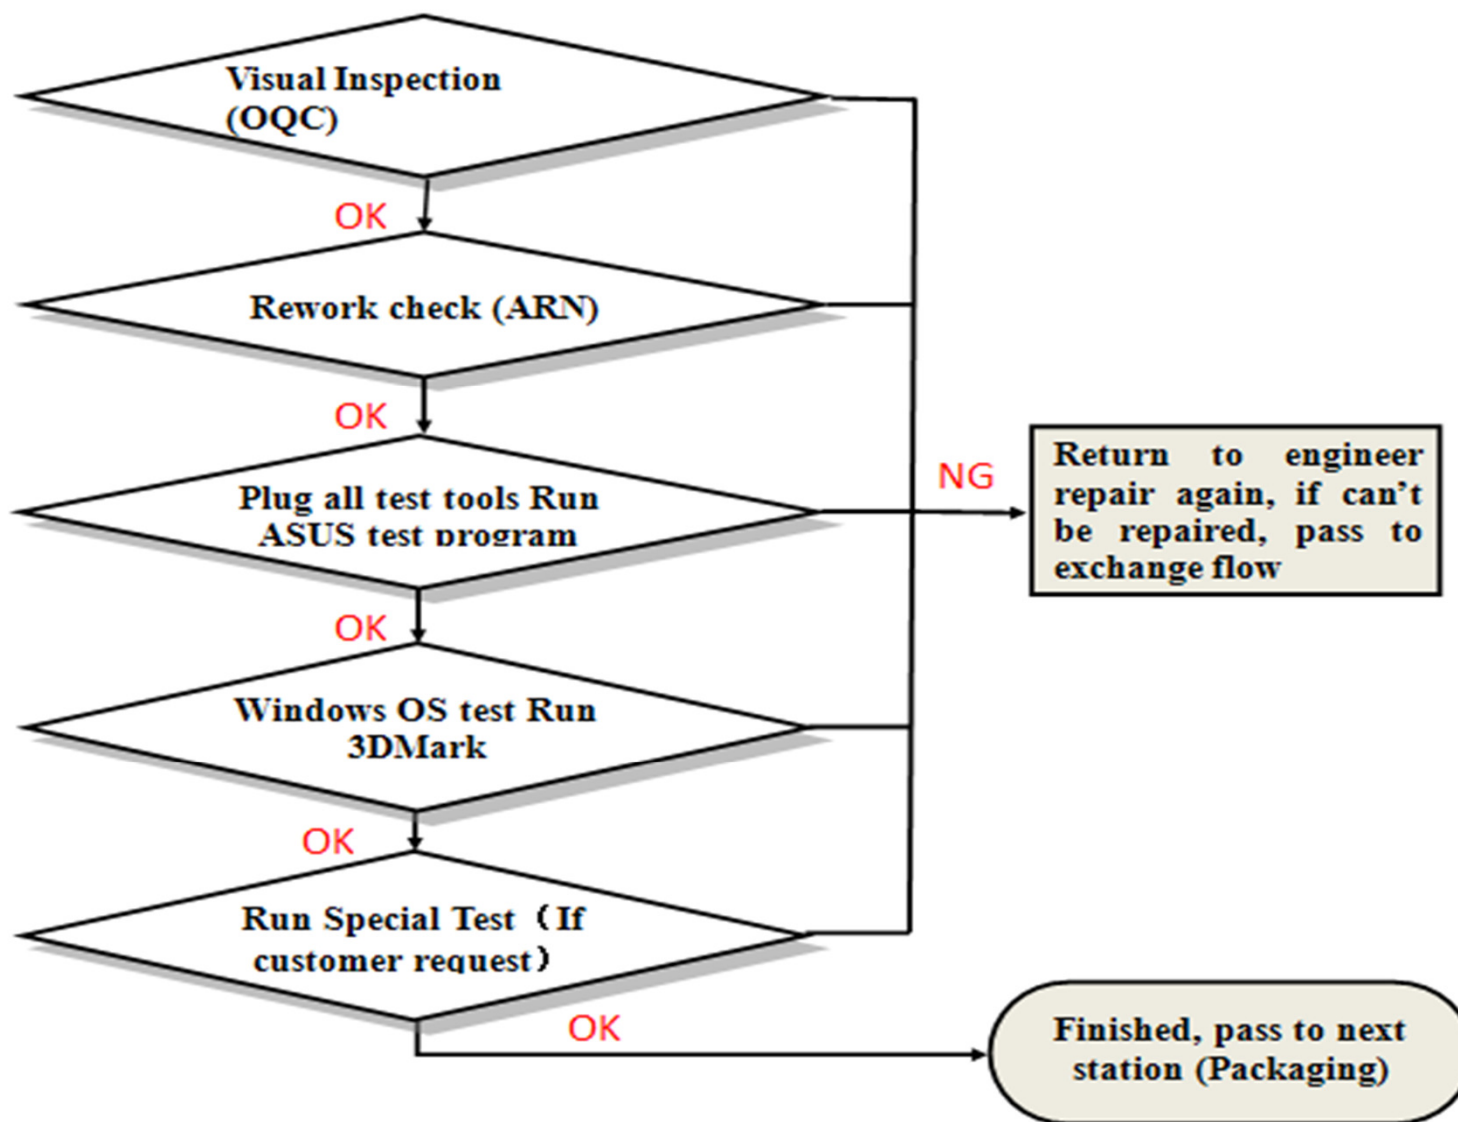 Visual Inspection
(OQC)
OK
Rework check (ARN)
OK
Plug all test tools Run
ASUS test program
NG
Return to engineer
repair again, if can't
be repaired, pass to
exchange flow
OK
Windows OS test Run
3DMark
OK
Run Special Test（If
customer request）
OK
Finished, pass to next
station (Packaging)